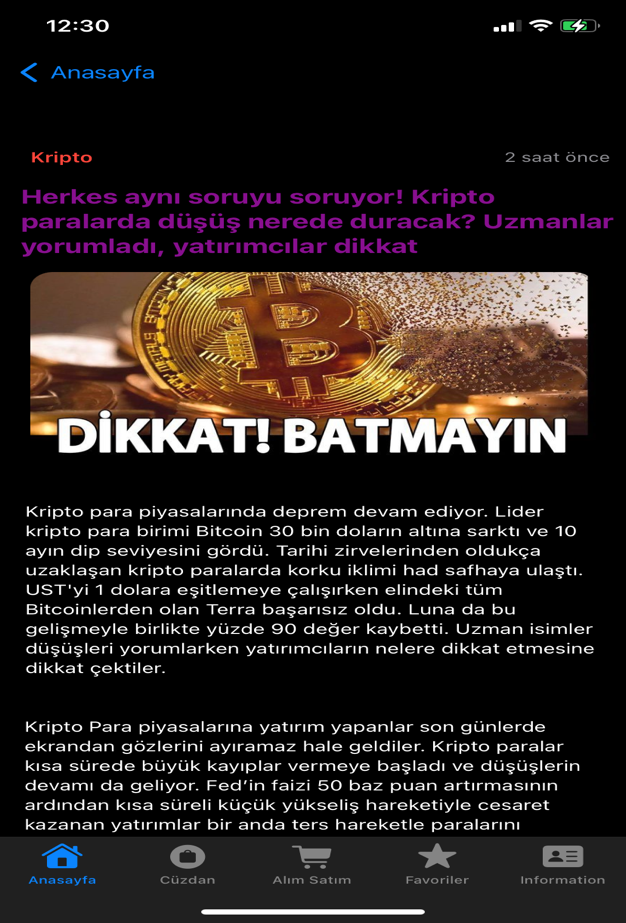 12:30
Anasayfa
Kripto
2 saat önce
Herkes aynı soruyu soruyor! Kripto
paralarda düşüş nerede duracak? Uzmanlar
yorumladı, yatırımcılar dikkat
DİKKAT! BATMAYIN
Kripto para piyasalarında deprem devam ediyor. Lider
kripto para birimi Bitcoin 30 bin doların altına sarktı ve 10
ayın dip seviyesini gördü. Tarihi zirvelerinden oldukça
uzaklaşan kripto paralarda korku iklimi had safhaya ulaştı.
UST'yi 1 dolara eşitlemeye çalışırken elindeki tüm
Bitcoinlerden olan Terra başarısız oldu. Luna da bu
gelişmeyle birlikte yüzde 90 değer kaybetti. Uzman isimler
düşüşleri yorumlarken yatırımcıların nelere dikkat etmesine
dikkat çektiler.
Kripto Para piyasalarına yatırım yapanlar son günlerde
ekrandan gözlerini ayıramaz hale geldiler. Kripto paralar
kısa sürede büyük kayıplar vermeye başladı ve düşüşlerin
devamı da geliyor. Fed’in faizi 50 baz puan artırmasının
ardından kısa süreli küçük yükseliş hareketiyle cesaret
kazanan yatırımlar bir anda ters hareketle paralarını
Anasayfa
Cüzdan
Alım Satım
Favoriler
Information